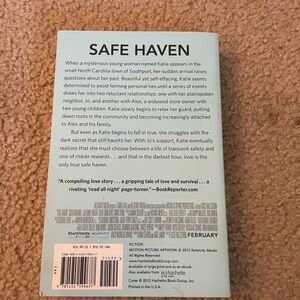 SAFE HAVEN
When a mysterious young woman named Katie appears in the
small North Carolina town of Southport, her sudden arrival raises
questions about her past. Beautiful yet self-effacing, Katie seems
determined to avoid forming personal ties until a series of events
draws her into two reluctant relationships: one with her plainspoken
neighbor, Jo; and another with Alex, a widowed store owner with
two young children. Slowly Katie begins to relax her guard, putting
down roots in the community and becoming increasingly attached
to Alex and his family.
But even as Katie begins to fall in love, she struggles with the
dark secret that still haunts her. With Jo's support, Katie eventually
realizes that she must choose between a life of transient safety and
one of riskier rewards . . . and that in the darkest hour, love is the
only true safe haven.
"A compelling love story . . . a gripping tale of love and survival . . . a
riveting 'read all night' page-turner."—BookReporter.com
FEBRUARY
FICTION
MOTION PICTURE ARTWORK © 2012 Relativity Media
All Rights Reserved.
www.HachetteBookGroup.com
Available in large print and as an ebook
Also available from hachette
Cover © 2012 Hachette Book Group, Inc.
Printed in the U.S.A.